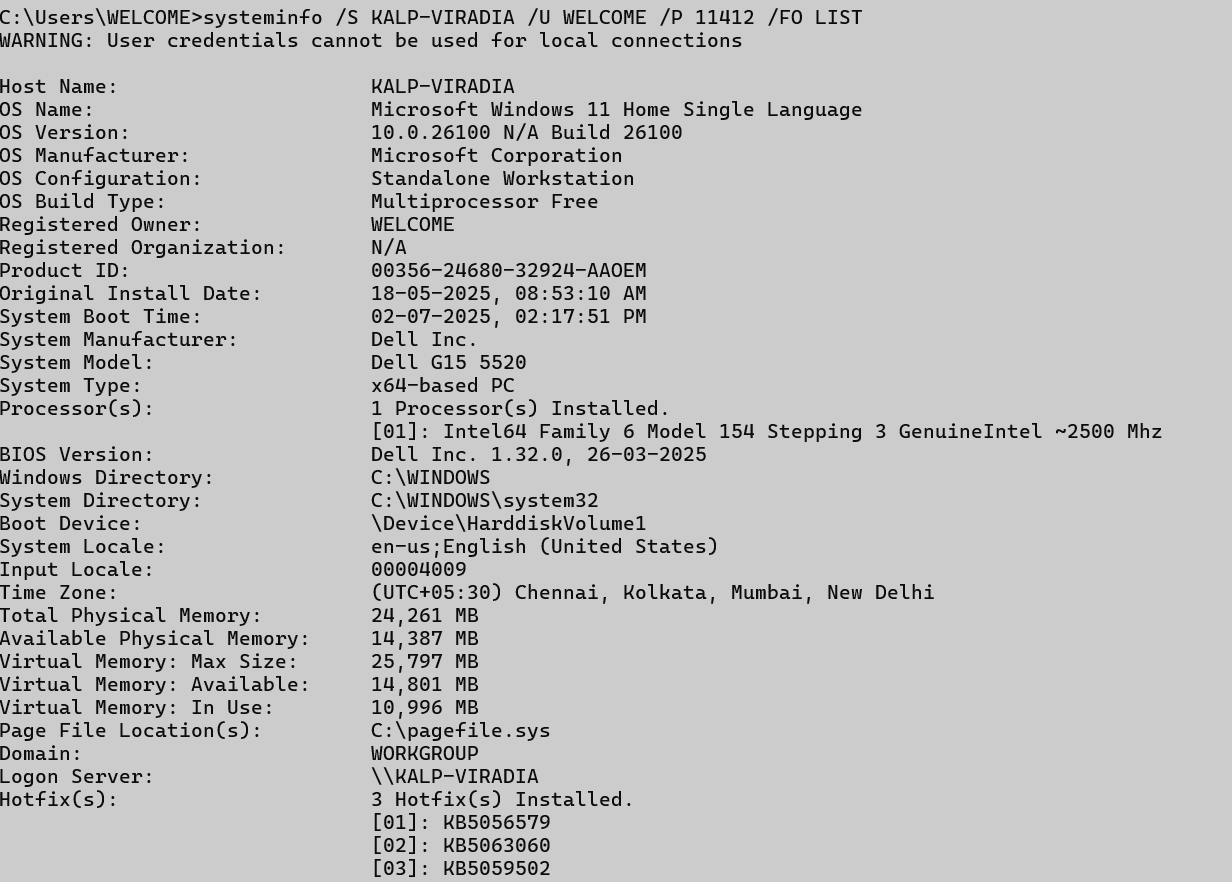 C:\Users\WELCOME>systeminfo /S KALP-VIRADIA /U WELCOME /P 11412 /FO LIST
WARNING: User credentials cannot be used for local connections
Host Name: KALP-VIRADIA
OS Name: Microsoft Windows 11 Home Single Language
OS Version: 10.0.26100 N/A Build 26100
OS Manufacturer: Microsoft Corporation
OS Configuration: Standalone Workstation
OS Build Type: Multiprocessor Free
Registered Owner: WELCOME
Registered Organization: N/A
Product ID: 00356-24680-32924-AAOEM
Original Install Date: 18-05-2025, 08:53:10 AM
System Boot Time: 02-07-2025, 02:17:51 PM
System Manufacturer: Dell Inc.
System Model: Dell G15 5520
System Type: x64-based PC
Processor(s): 1 Processor(s) Installed.
[01]: Intel64 Family 6 Model 154 Stepping 3 GenuineIntel ~2500 Mhz
BIOS Version: Dell Inc. 1.32.0, 26-03-2025
Windows Directory: C:\WINDOWS
System Directory: C:\WINDOWS\system32
Boot Device: \Device\HarddiskVolume1
System Locale: en-us;English (United States)
Input Locale: 00004009
Time Zone: (UTC+05:30) Chennai, Kolkata, Mumbai, New Delhi
Total Physical Memory: 24,261 MB
Available Physical Memory: 14,387 MB
Virtual Memory: Max Size: 25,797 MB
Virtual Memory: Available: 14,801 MB
Virtual Memory: In Use: 10,996 MB
Page File Location(s): C:\pagefile.sys
Domain: WORKGROUP
Logon Server: \\KALP-VIRADIA
Hotfix(s): 3 Hotfix(s) Installed.
[01]: KB5056579
[02]: KB5063060
[03]: KB5059502